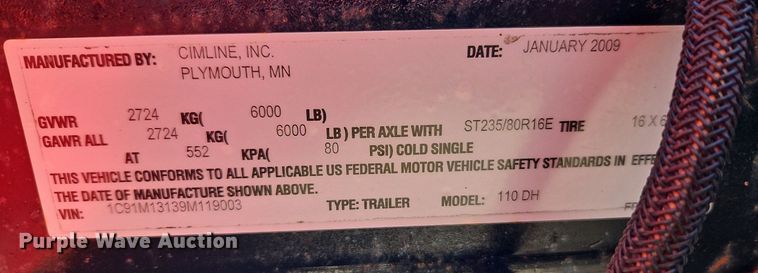 MANUFACTURED BY: CIMLINE, INC. DATE: JANUARY 2009
PLYMOUTH, MN
GVWR 2724 KG( 6000 LB)
GAWR ALL 2724 KG( 6000 LB) PER AXLE WITH ST235/80R16E TIRE 16 X 6
AT 552 KPA( 80 PSI) COLD SINGLE
THIS VEHICLE CONFORMS TO ALL APPLICABLE US FEDERAL MOTOR VEHICLE SAFETY STANDARDS IN EFFE
THE DATE OF MANUFACTURE SHOWN ABOVE.
VIN: 1C91M13139M119003 TYPE: TRAILER MODEL: 110 DH
Purple Wave Auction